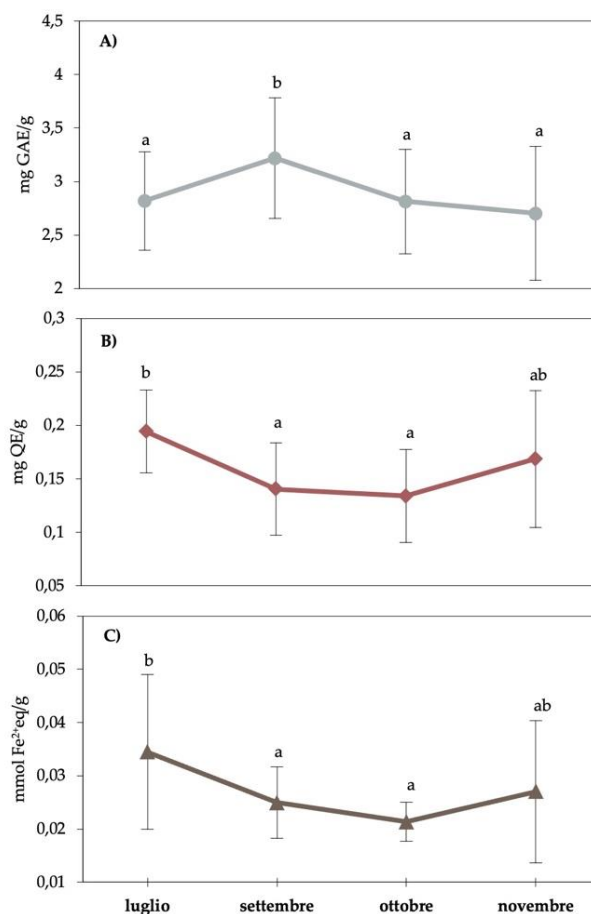 4,5
A)
4
b
3,5
a
a
a
mg GAE/g
3
2,5
2
0,3
B)
0,25
b
ab
0,2
a
a
mg QE/g
0,15
0,1
0,05
0,06
C)
0,05
b
ab
0,04
a
a
mmol Fe²⁺eq/g
0,03
0,02
0,01
luglio settembre ottobre novembre